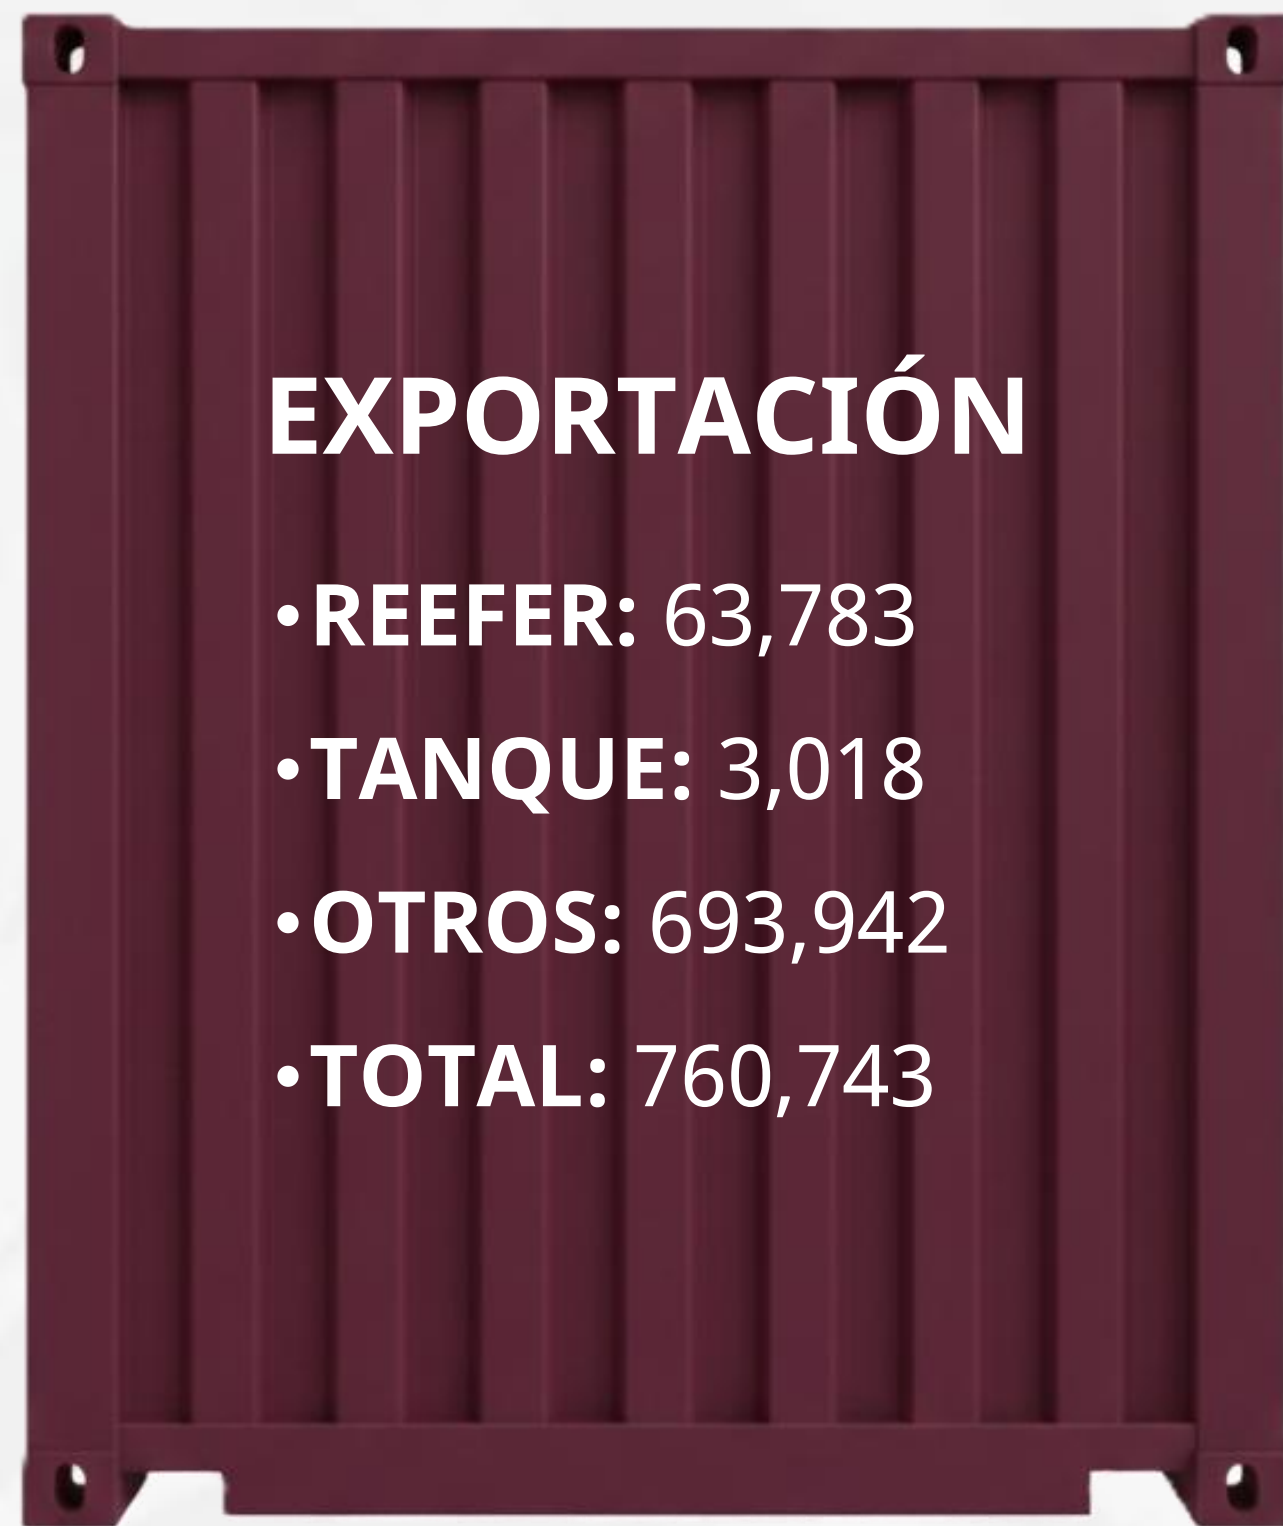 EXPORTACIÓN
•REEFER: 63,783
•TANQUE: 3,018
•OTROS: 693,942
•TOTAL: 760,743